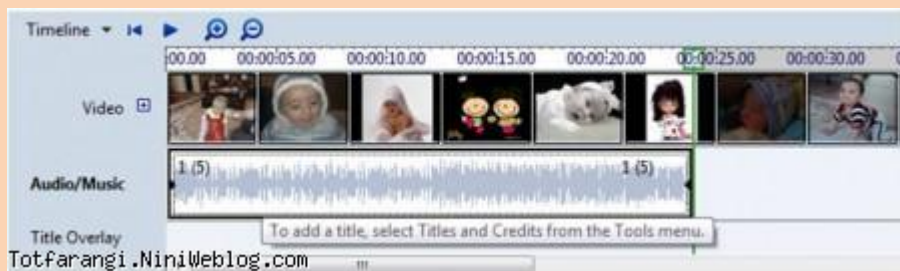 Timeline
:00.00 00:00:05.00 00:00:10.00 00:00:15.00 00:00:20.00 00:00:25.00 00:00:30.00
Video
1 (5) 1 (5)
Audio/Music
To add a title, select Titles and Credits from the Tools menu.
Title Overlay
Totfarangi.NiniWeblog.com